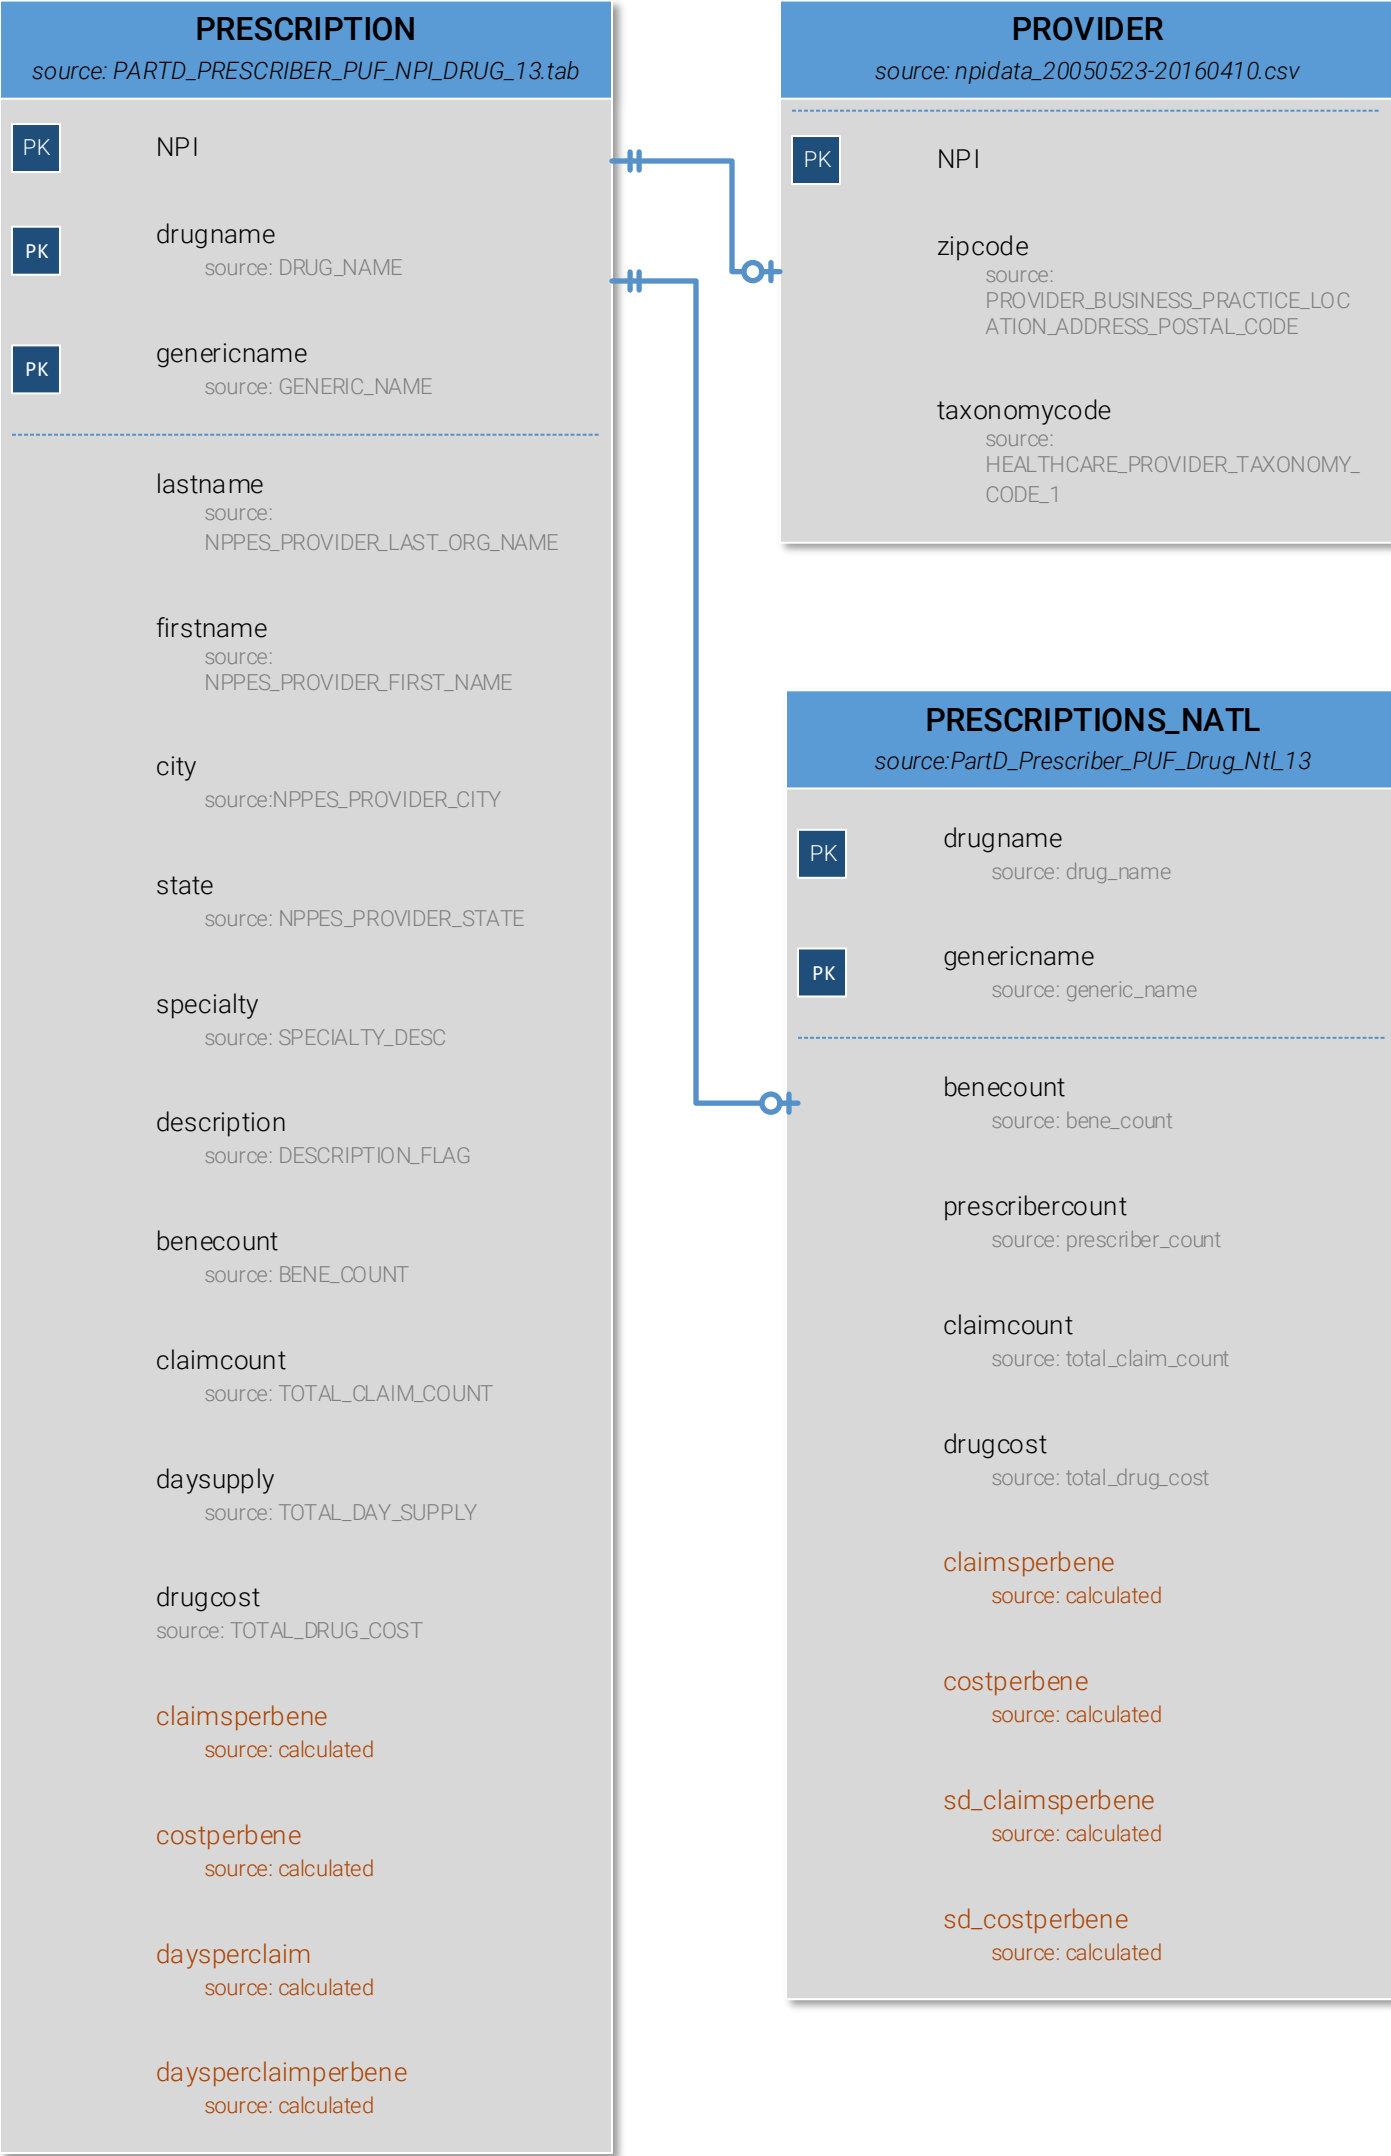 PRESCRIPTION
source: PARTD_PRESCRIBER_PUF_NPI_DRUG_13.tab
PK
NPI
PK
drugname
source: DRUG_NAME
PK
genericname
source: GENERIC_NAME
lastname
source:
NPPES_PROVIDER_LAST_ORG_NAME
firstname
source:
NPPES_PROVIDER_FIRST_NAME
city
source:NPPES_PROVIDER_CITY
state
source: NPPES_PROVIDER_STATE
specialty
source: SPECIALTY_DESC
description
source: DESCRIPTION_FLAG
benecount
source: BENE_COUNT
claimcount
source: TOTAL_CLAIM_COUNT
daysupply
source: TOTAL_DAY_SUPPLY
drugcost
source: TOTAL_DRUG_COST
claimsperbene
source: calculated
costperbene
source: calculated
daysperclaim
source: calculated
daysperclaimperbene
source: calculated
PROVIDER
source: npidata_20050523-20160410.csv
PK
NPI
zipcode
source:
PROVIDER_BUSINESS_PRACTICE_LOC
ATION_ADDRESS_POSTAL_CODE
taxonomycode
source:
HEALTHCARE_PROVIDER_TAXONOMY_
CODE_1
PRESCRIPTIONS_NATL
source:PartD_Prescriber_PUF_Drug_Ntl_13
PK
drugname
source: drug_name
PK
genericname
source: generic_name
benecount
source: bene_count
prescribercount
source: prescriber_count
claimcount
source: total_claim_count
drugcost
source: total_drug_cost
claimsperbene
source: calculated
costperbene
source: calculated
sd_claimsperbene
source: calculated
sd_costperbene
source: calculated